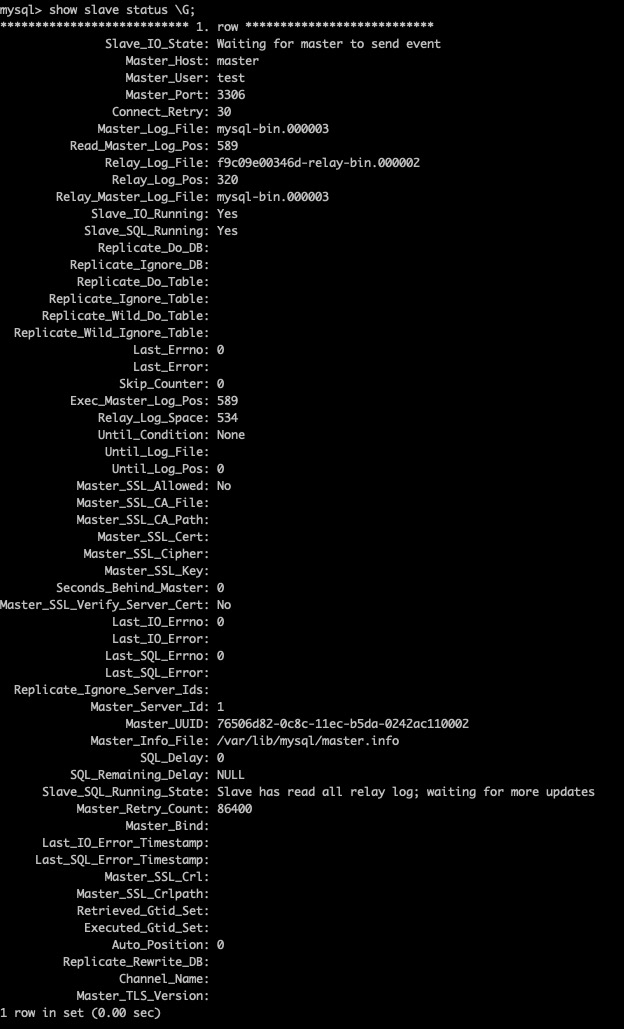 mysql> show slave status \G;
*************************** 1. row ***************************
Slave_IO_State: Waiting for master to send event
Master_Host: master
Master_User: test
Master_Port: 3306
Connect_Retry: 30
Master_Log_File: mysql-bin.000003
Read_Master_Log_Pos: 589
Relay_Log_File: f9c09e00346d-relay-bin.000002
Relay_Log_Pos: 320
Relay_Master_Log_File: mysql-bin.000003
Slave_IO_Running: Yes
Slave_SQL_Running: Yes
Replicate_Do_DB:
Replicate_Ignore_DB:
Replicate_Do_Table:
Replicate_Ignore_Table:
Replicate_Wild_Do_Table:
Replicate_Wild_Ignore_Table:
Last_Errno: 0
Last_Error:
Skip_Counter: 0
Exec_Master_Log_Pos: 589
Relay_Log_Space: 534
Until_Condition: None
Until_Log_File:
Until_Log_Pos: 0
Master_SSL_Allowed: No
Master_SSL_CA_File:
Master_SSL_CA_Path:
Master_SSL_Cert:
Master_SSL_Cipher:
Master_SSL_Key:
Seconds_Behind_Master: 0
Master_SSL_Verify_Server_Cert: No
Last_IO_Errno: 0
Last_IO_Error:
Last_SQL_Errno: 0
Last_SQL_Error:
Replicate_Ignore_Server_Ids:
Master_Server_Id: 1
Master_UUID: 76506d82-0c8c-11ec-b5da-0242ac110002
Master_Info_File: /var/lib/mysql/master.info
SQL_Delay: 0
SQL_Remaining_Delay: NULL
Slave_SQL_Running_State: Slave has read all relay log; waiting for more updates
Master_Retry_Count: 86400
Master_Bind:
Last_IO_Error_Timestamp:
Last_SQL_Error_Timestamp:
Master_SSL_Crl:
Master_SSL_Crlpath:
Retrieved_Gtid_Set:
Executed_Gtid_Set:
Auto_Position: 0
Replicate_Rewrite_DB:
Channel_Name:
Master_TLS_Version:
1 row in set (0.00 sec)